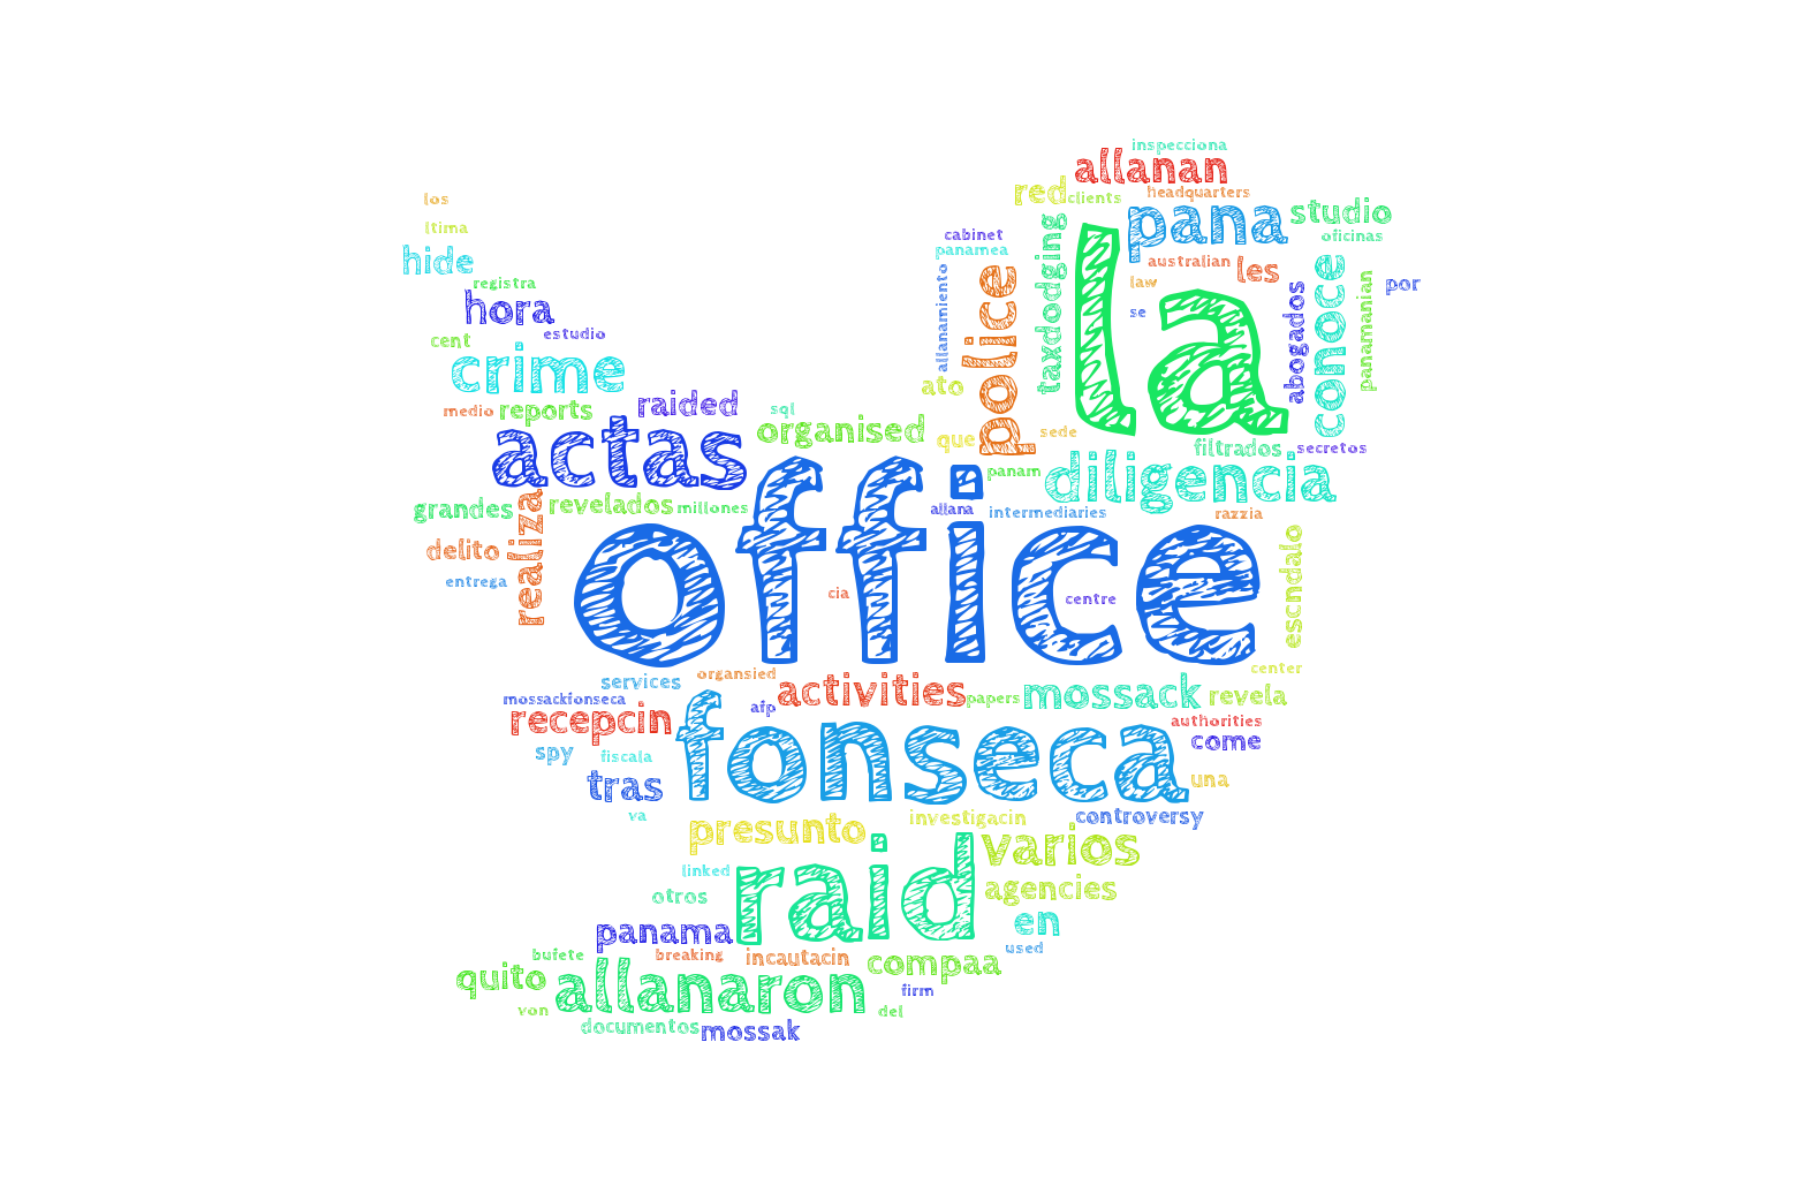 inspecciona
allanan
los
red
clients
headquarters
ltima
pana
studio
cabinet
oficinas
hide
panamea
taxdodging
la
australian
les
registra
allanamiento
police
law
abogados
conoce
panamanian
por
hora
se
estudio
cent
crime
ato
medio
reports
raided
sql
actas
organised
que
sede
filtrados
secretos
panam
diligencia
grandes
realiza
revelados
millones
office
allana
intermediaries
razzia
delito
escndalo
entrega
cia
centre
services
organsied
activities
papers
mossack
revela
center
mossackfonseca
afp
recepcin
fonseca
authorities
come
spy
fiscala
tras
una
va
presunto
investigacin
controversy
raid
varios
linked
otros
agencies
panama
en
used
bufete
breaking
incautacin
compaa
quito
allanaron
firm
von
del
documentos
mossak